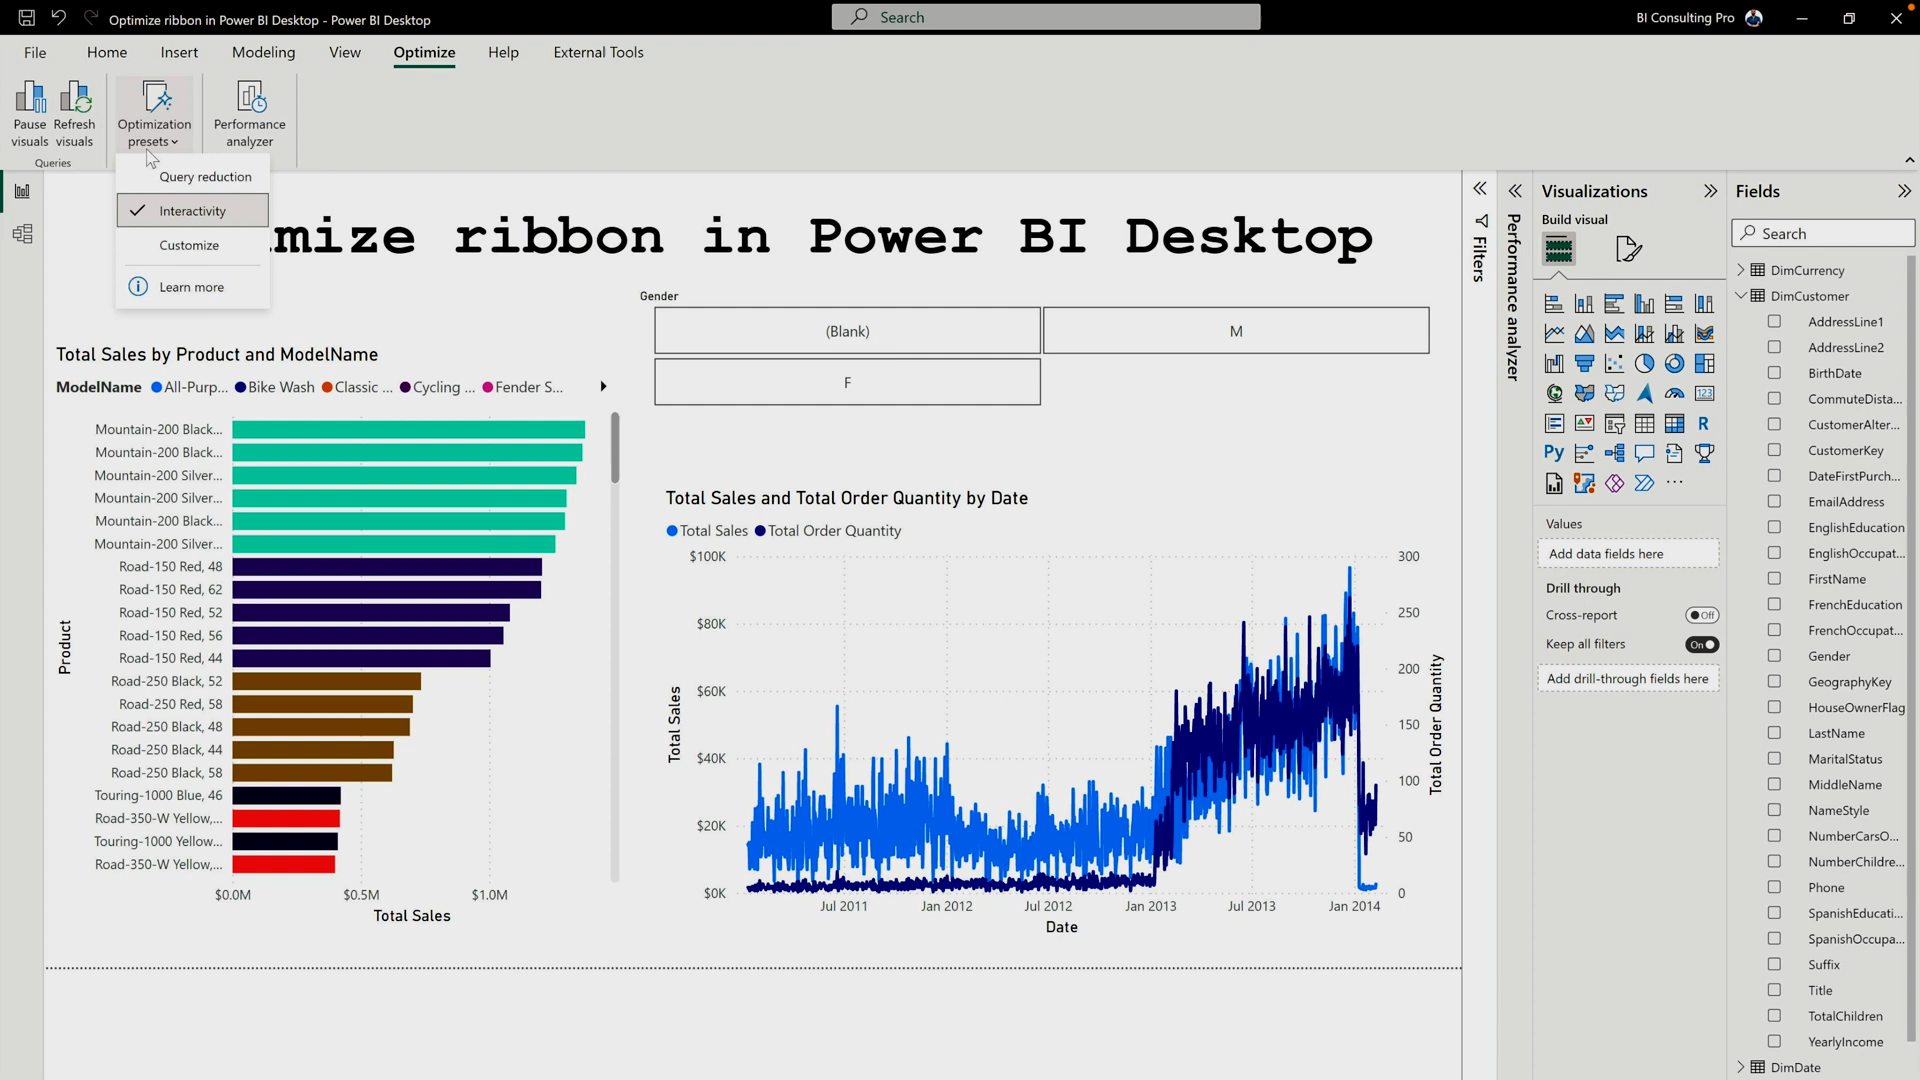 Optimize ribbon in Power BI Desktop - Power BI Desktop
Search
BI Consulting Pro
File
Home
Insert
Modeling
View
Optimize
Help
External Tools
Pause visuals
Refresh visuals
Queries
Optimization presets
Performance analyzer
Query reduction
Interactivity
Customize
Learn more
mize ribbon in Power BI Desktop
Gender
(Blank)
M
F
Total Sales by Product and ModelName
ModelName
All-Purp...
Bike Wash
Classic ...
Cycling ...
Fender S...
Product
Mountain-200 Black...
Mountain-200 Black...
Mountain-200 Silver...
Mountain-200 Silver...
Mountain-200 Black...
Mountain-200 Silver...
Road-150 Red, 48
Road-150 Red, 62
Road-150 Red, 52
Road-150 Red, 56
Road-150 Red, 44
Road-250 Black, 52
Road-250 Red, 58
Road-250 Black, 48
Road-250 Black, 44
Road-250 Black, 58
Touring-1000 Blue, 46
Road-350-W Yellow,...
Touring-1000 Yellow...
Road-350-W Yellow,...
$0.0M
$0.5M
$1.0M
Total Sales
Total Sales and Total Order Quantity by Date
Total Sales
Total Order Quantity
Total Sales
$100K
$80K
$60K
$40K
$20K
$0K
300
250
200
150
100
50
0
Total Order Quantity
Jul 2011
Jan 2012
Jul 2012
Jan 2013
Jul 2013
Jan 2014
Date
Filters
Performance analyzer
Visualizations
Build visual
123
R
Py
...
Values
Add data fields here
Drill through
Cross-report
Off
Keep all filters
On
Add drill-through fields here
Fields
Search
DimCurrency
DimCustomer
AddressLine1
AddressLine2
BirthDate
CommuteDista...
CustomerAlter...
CustomerKey
DateFirstPurch...
EmailAddress
EnglishEducation
EnglishOccupat...
FirstName
FrenchEducation
FrenchOccupat...
Gender
GeographyKey
HouseOwnerFlag
LastName
MaritalStatus
MiddleName
NameStyle
NumberCarsO...
NumberChildre...
Phone
SpanishEducati...
SpanishOccupa...
Suffix
Title
TotalChildren
YearlyIncome
DimDate